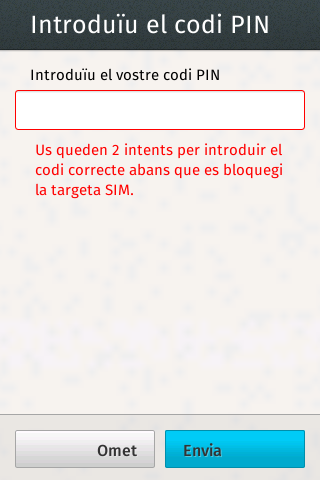 Introduïu el codi PIN
Introduïu el vostre codi PIN
Us queden 2 intents per introduir el
codi correcte abans que es bloquegi
la targeta SIM.
Omet
Envia